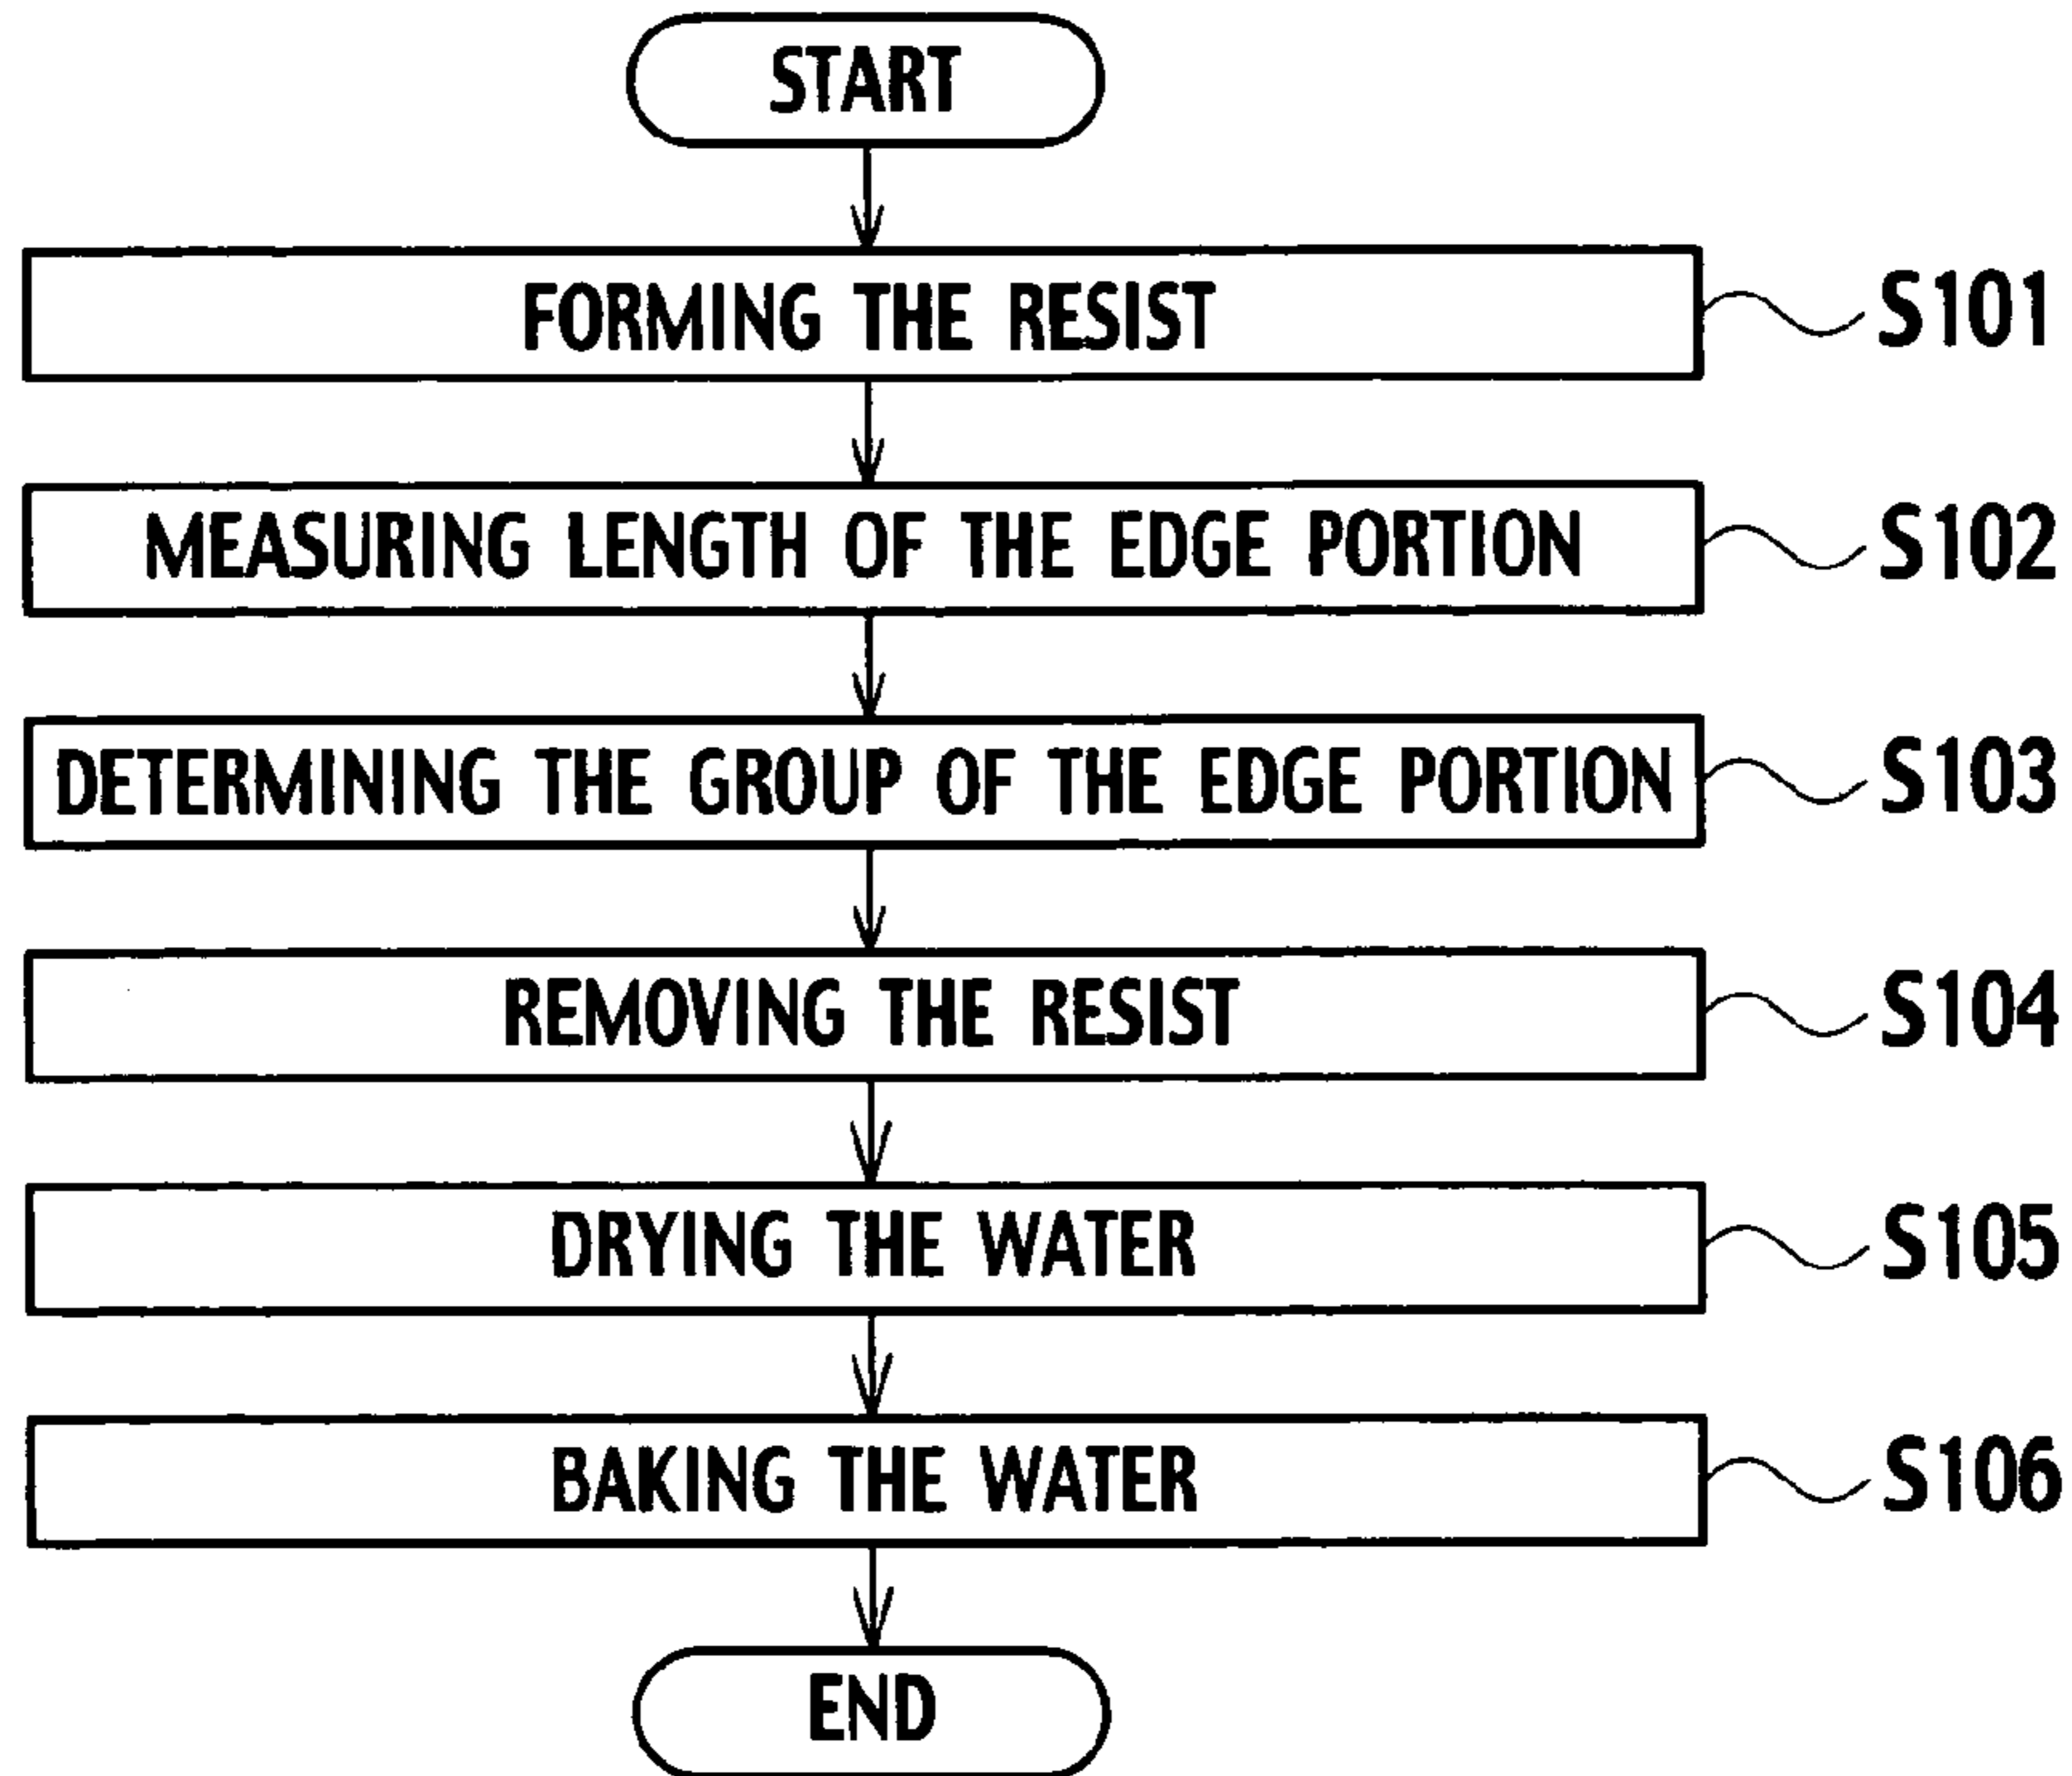 START
FORMING THE RESIST S101
MEASURING LENGTH OF THE EDGE PORTION S102
DETERMINING THE GROUP OF THE EDGE PORTION S103
REMOVING THE RESIST S104
DRYING THE WATER S105
BAKING THE WATER S106
END